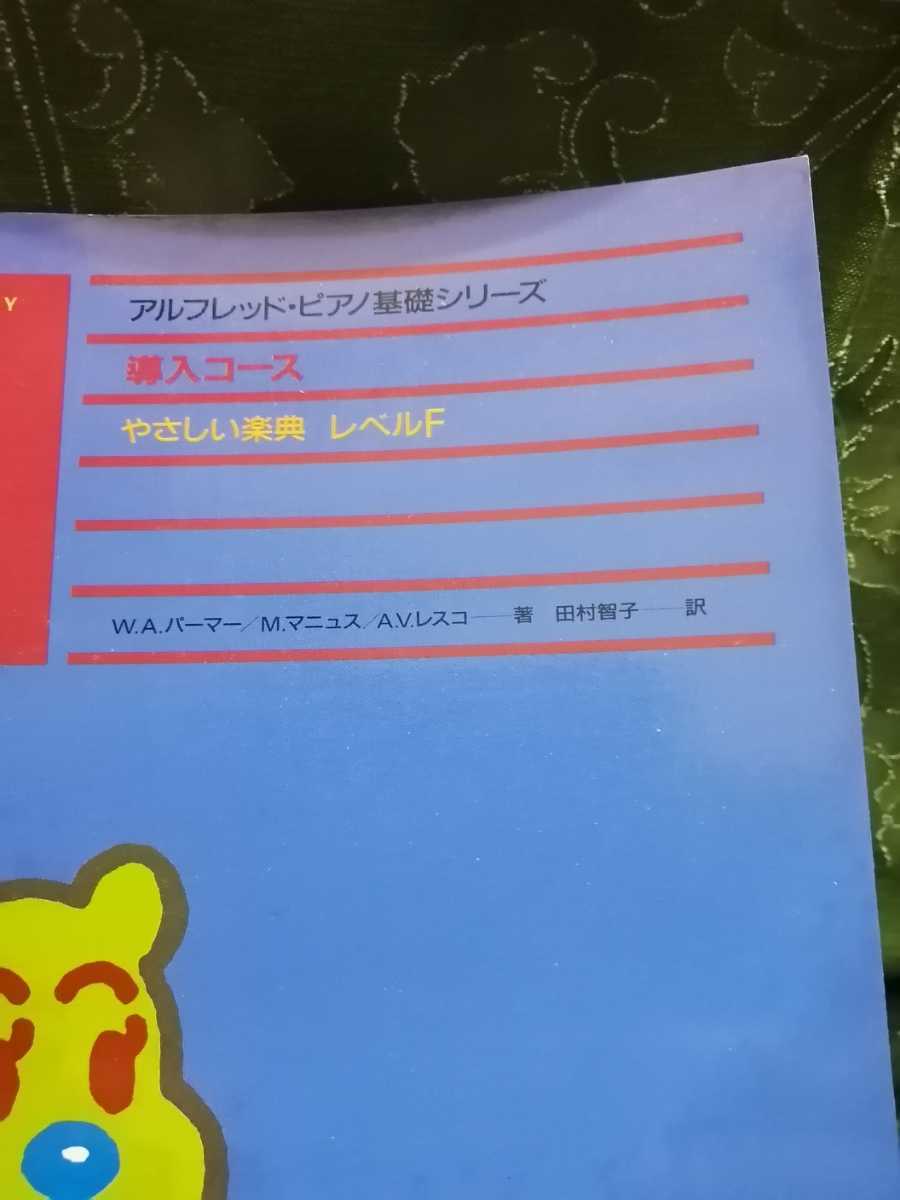 Y
アルフレッド・ピアノ基礎シリーズ
導入コース
やさしい楽典 レベルF
W.A.パーマー/M.マニュス/A.V.レスコ——著 田村智子——訳